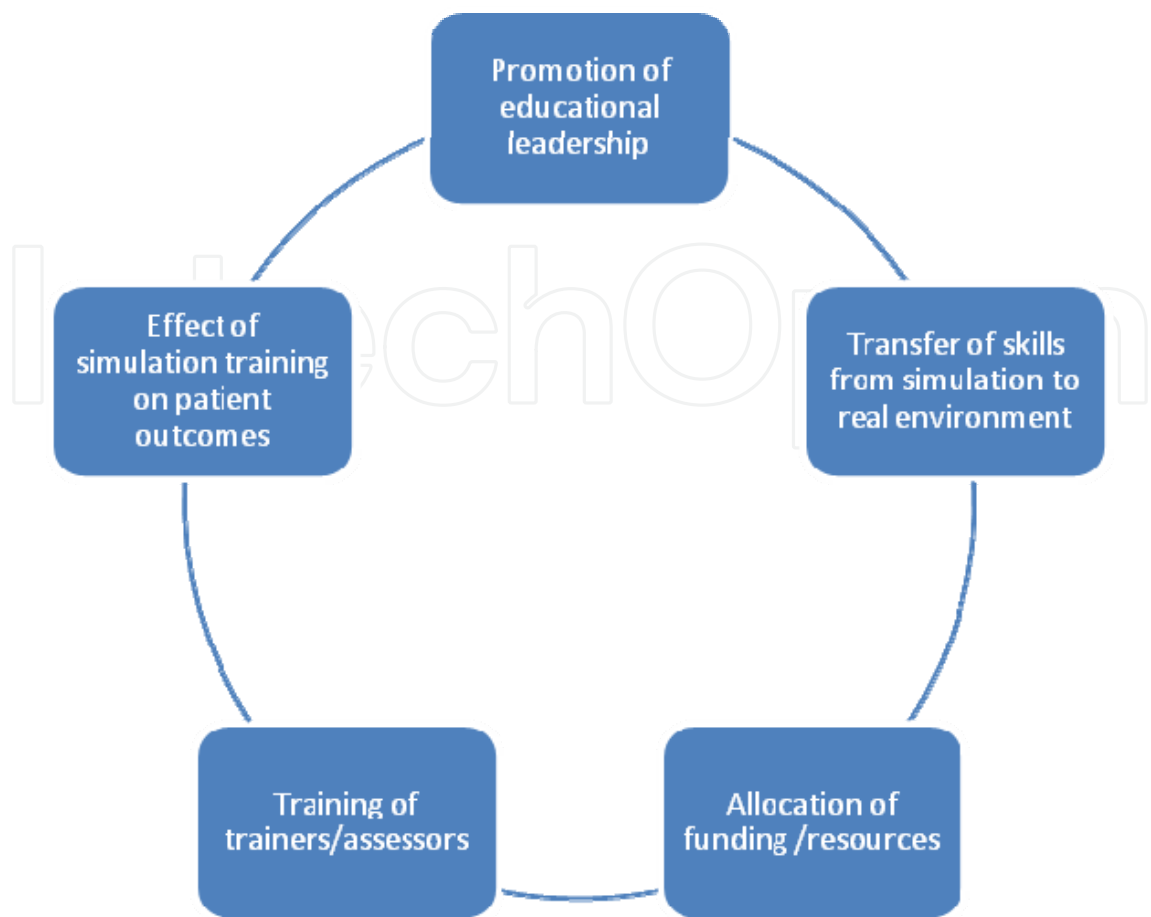 Promotion of
educational
leadership
Transfer of skills
from simulation to
real environment
Allocation of
funding /resources
Training of
trainers/assessors
Effect of
simulation training
on patient
outcomes